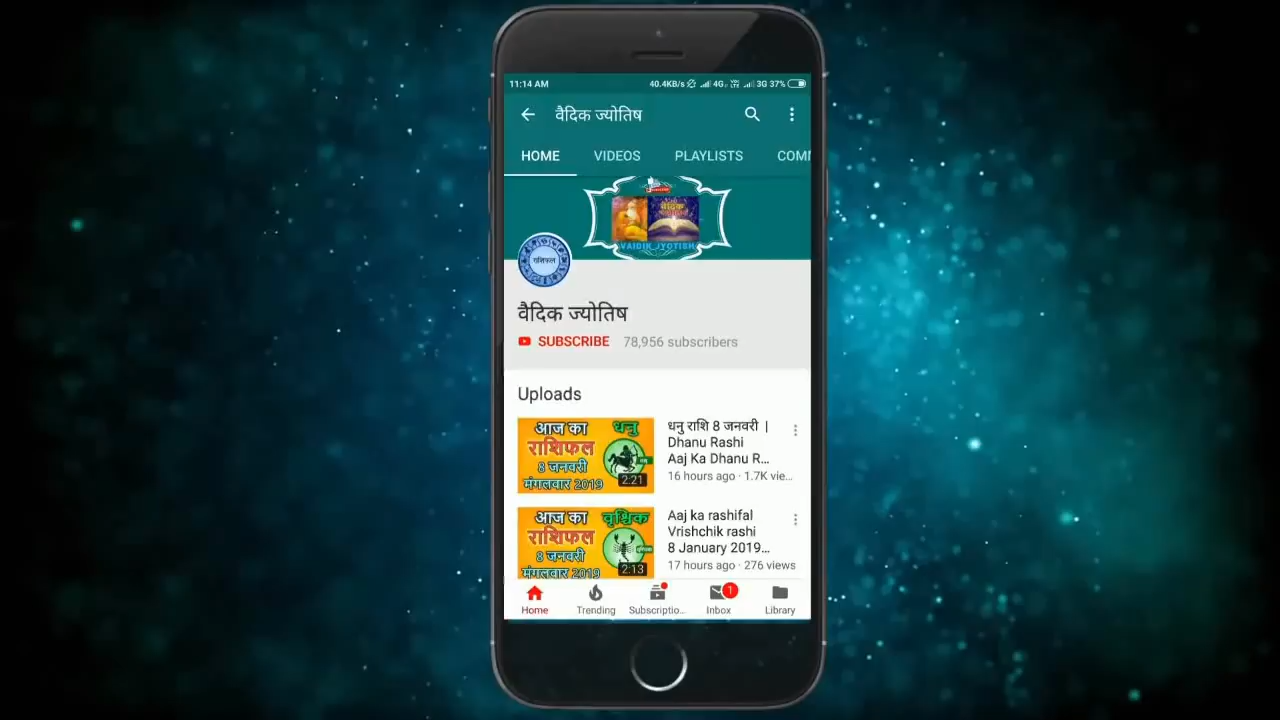 11:14 AM
40.4KB/s 4G 3G 37%
वैदिक ज्योतिष
HOME VIDEOS PLAYLISTS COMM
वैदिक
VAIDIK JYOTISH
राशिफल
वैदिक ज्योतिष
SUBSCRIBE 78,956 subscribers
Uploads
आज का धनु
राशिफल
8 जनवरी
मंगलवार 2019
2:21
धनु राशि 8 जनवरी |
Dhanu Rashi
Aaj Ka Dhanu R...
16 hours ago · 1.7K vie...
आज का वृश्चिक
राशिफल
8 जनवरी
मंगलवार 2019
2:13
Aaj ka rashifal
Vrishchik rashi
8 January 2019...
17 hours ago · 276 views
Home Trending Subscriptio... Inbox 1 Library